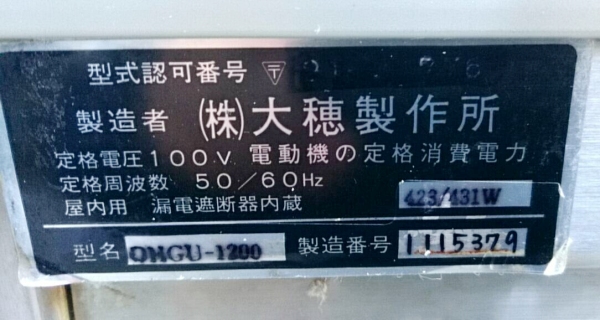 型式認可番号 〒
製造者 (株)大穂製作所
定格電圧100V 電動機の定格消費電力
定格周波数 50/60Hz 423/431W
屋内用 漏電遮断器内蔵
型名 OHGU-1200 製造番号 1115379